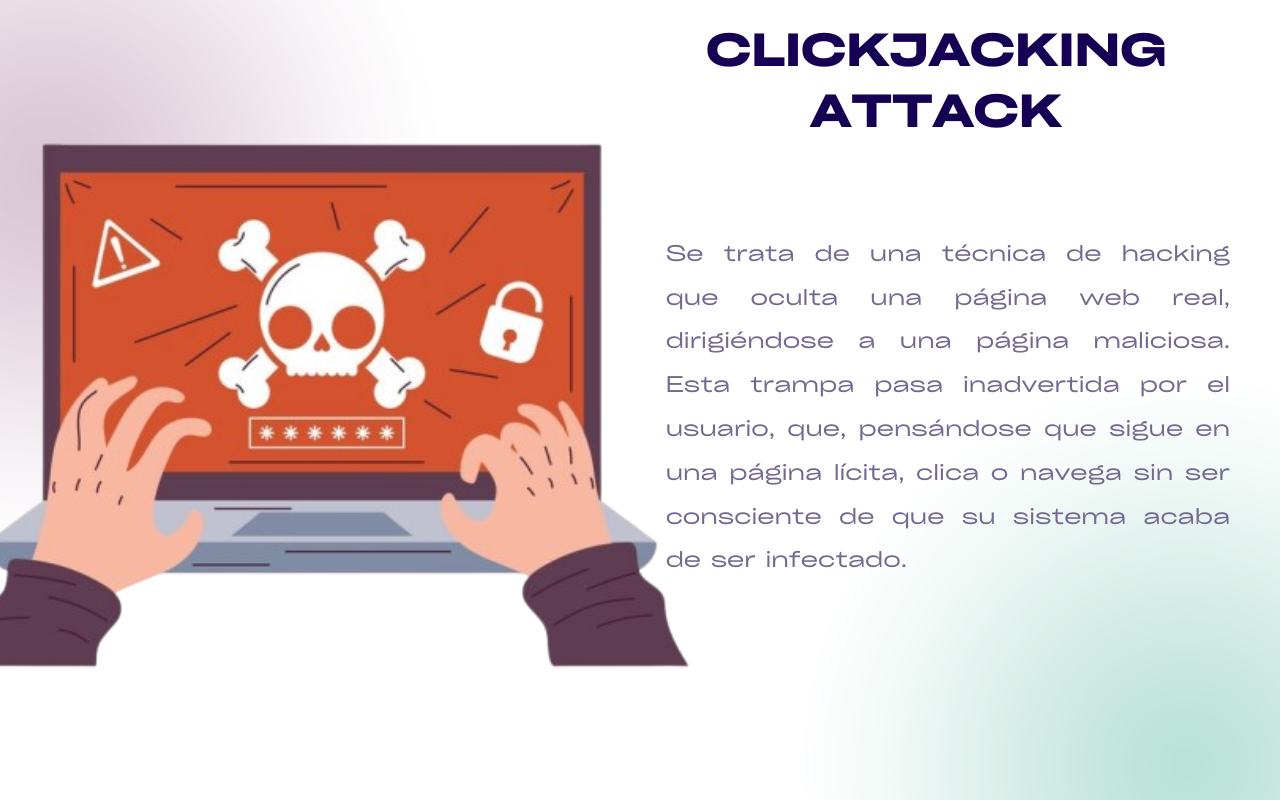 CLICKJACKING
ATTACK
Se trata de una técnica de hacking
que oculta una página web real,
dirigiéndose a una página maliciosa.
Esta trampa pasa inadvertida por el
usuario, que, pensándose que sigue en
una página lícita, clica o navega sin ser
consciente de que su sistema acaba
de ser infectado.